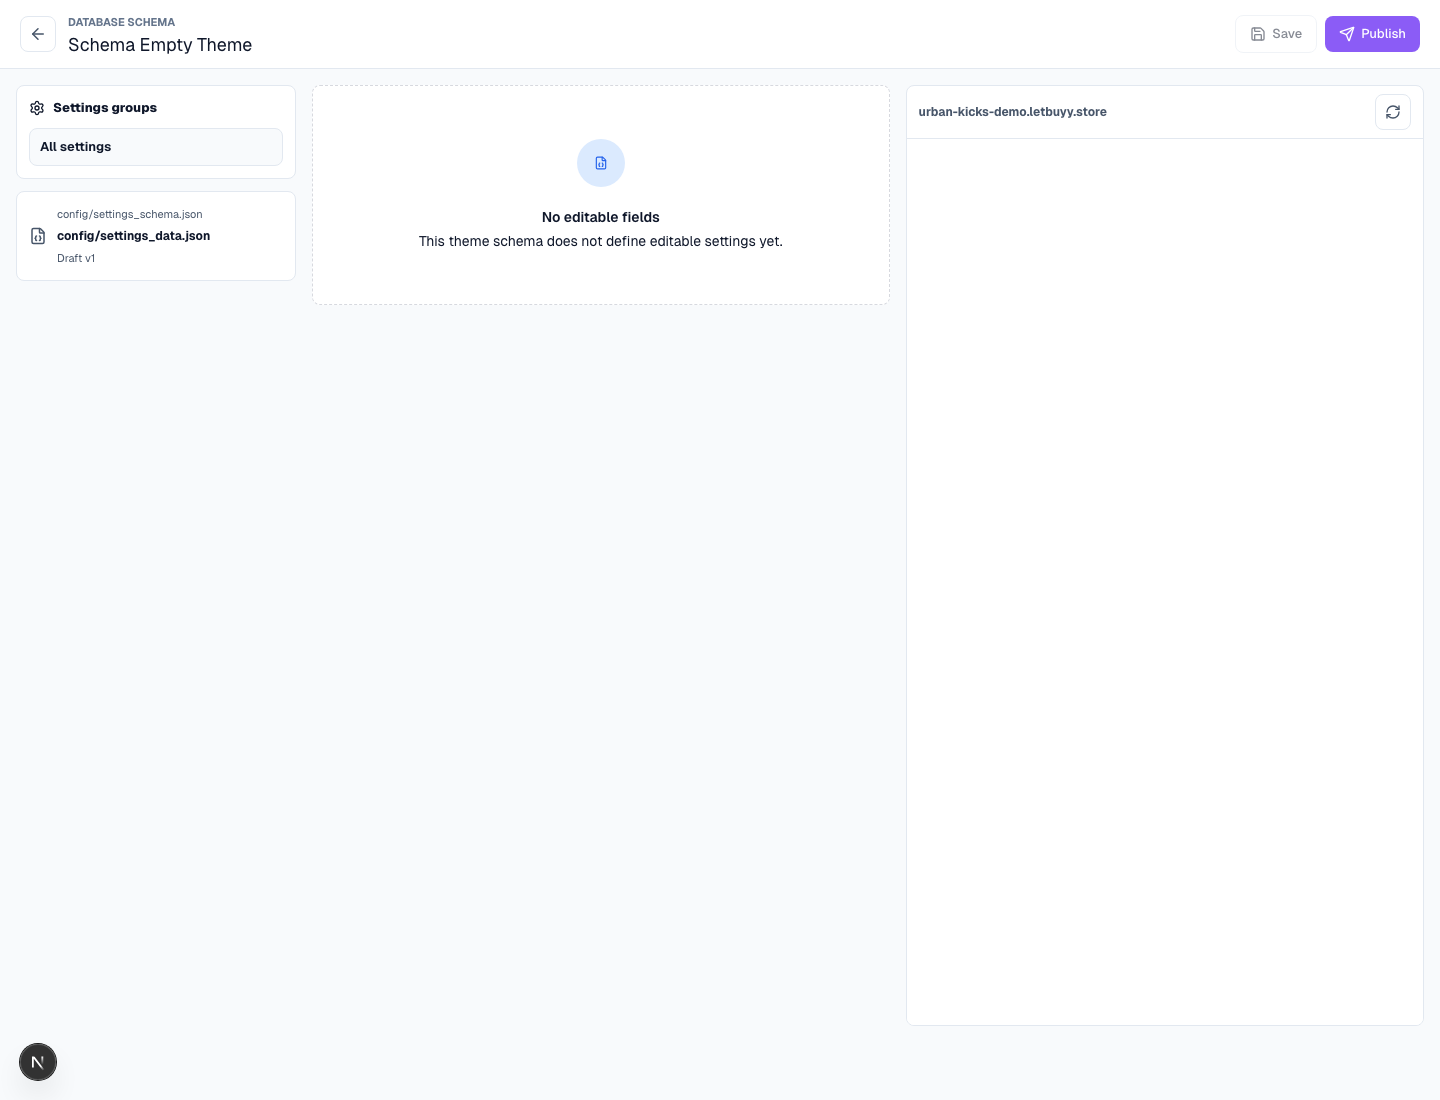 DATABASE SCHEMA
Schema Empty Theme
Save
Publish
Settings groups
All settings
config/settings_schema.json
config/settings_data.json
Draft v1
No editable fields
This theme schema does not define editable settings yet.
urban-kicks-demo.letbuyy.store
N